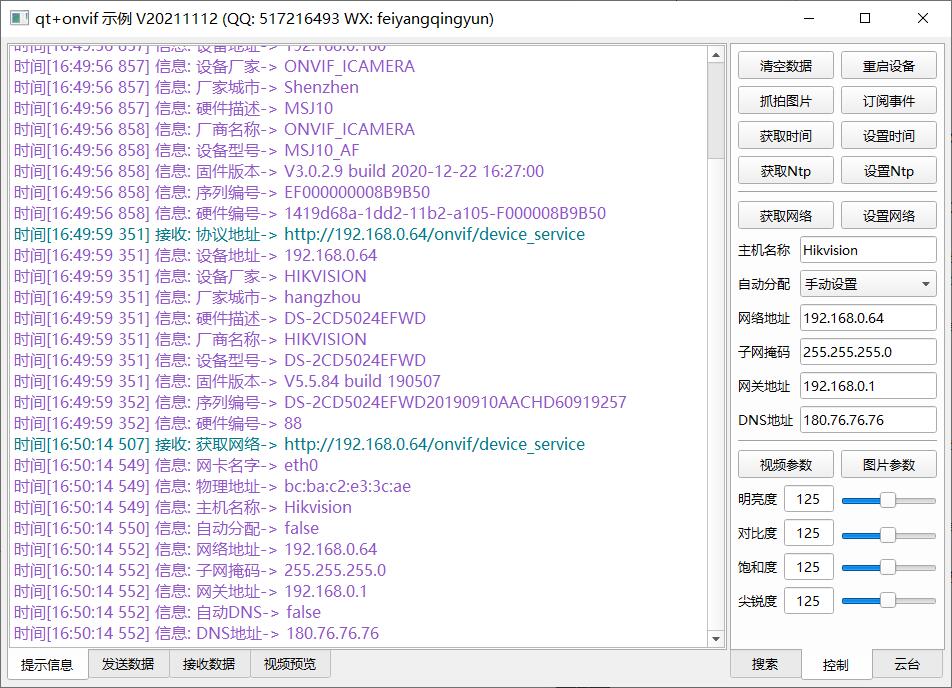 qt+onvif 示例 V20211112 (QQ: 517216493 WX: feiyangqingyun)
时间[16:49:56 857] 信息: 设备地址-> 192.168.0.160
时间[16:49:56 857] 信息: 设备厂家-> ONVIF_ICAMERA
时间[16:49:56 857] 信息: 厂家城市-> Shenzhen
时间[16:49:56 857] 信息: 硬件描述-> MSJ10
时间[16:49:56 858] 信息: 厂商名称-> ONVIF_ICAMERA
时间[16:49:56 858] 信息: 设备型号-> MSJ10_AF
时间[16:49:56 858] 信息: 固件版本-> V3.0.2.9 build 2020-12-22 16:27:00
时间[16:49:56 858] 信息: 序列编号-> EF000000008B9B50
时间[16:49:56 858] 信息: 硬件编号-> 1419d68a-1dd2-11b2-a105-F000008B9B50
时间[16:49:59 351] 接收: 协议地址-> http://192.168.0.64/onvif/device_service
时间[16:49:59 351] 信息: 设备地址-> 192.168.0.64
时间[16:49:59 351] 信息: 设备厂家-> HIKVISION
时间[16:49:59 351] 信息: 厂家城市-> hangzhou
时间[16:49:59 351] 信息: 硬件描述-> DS-2CD5024EFWD
时间[16:49:59 351] 信息: 厂商名称-> HIKVISION
时间[16:49:59 351] 信息: 设备型号-> DS-2CD5024EFWD
时间[16:49:59 351] 信息: 固件版本-> V5.5.84 build 190507
时间[16:49:59 352] 信息: 序列编号-> DS-2CD5024EFWD20190910AACHD60919257
时间[16:49:59 352] 信息: 硬件编号-> 88
时间[16:50:14 507] 接收: 获取网络-> http://192.168.0.64/onvif/device_service
时间[16:50:14 549] 信息: 网卡名字-> eth0
时间[16:50:14 549] 信息: 物理地址-> bc:ba:c2:e3:3c:ae
时间[16:50:14 549] 信息: 主机名称-> Hikvision
时间[16:50:14 550] 信息: 自动分配-> false
时间[16:50:14 552] 信息: 网络地址-> 192.168.0.64
时间[16:50:14 552] 信息: 子网掩码-> 255.255.255.0
时间[16:50:14 552] 信息: 网关地址-> 192.168.0.1
时间[16:50:14 552] 信息: 自动DNS-> false
时间[16:50:14 552] 信息: DNS地址-> 180.76.76.76
提示信息 发送数据 接收数据 视频预览
清空数据 重启设备
抓拍图片 订阅事件
获取时间 设置时间
获取Ntp 设置Ntp
获取网络 设置网络
主机名称 Hikvision
自动分配 手动设置
网络地址 192.168.0.64
子网掩码 255.255.255.0
网关地址 192.168.0.1
DNS地址 180.76.76.76
视频参数 图片参数
明亮度 125
对比度 125
饱和度 125
尖锐度 125
搜索 控制 云台